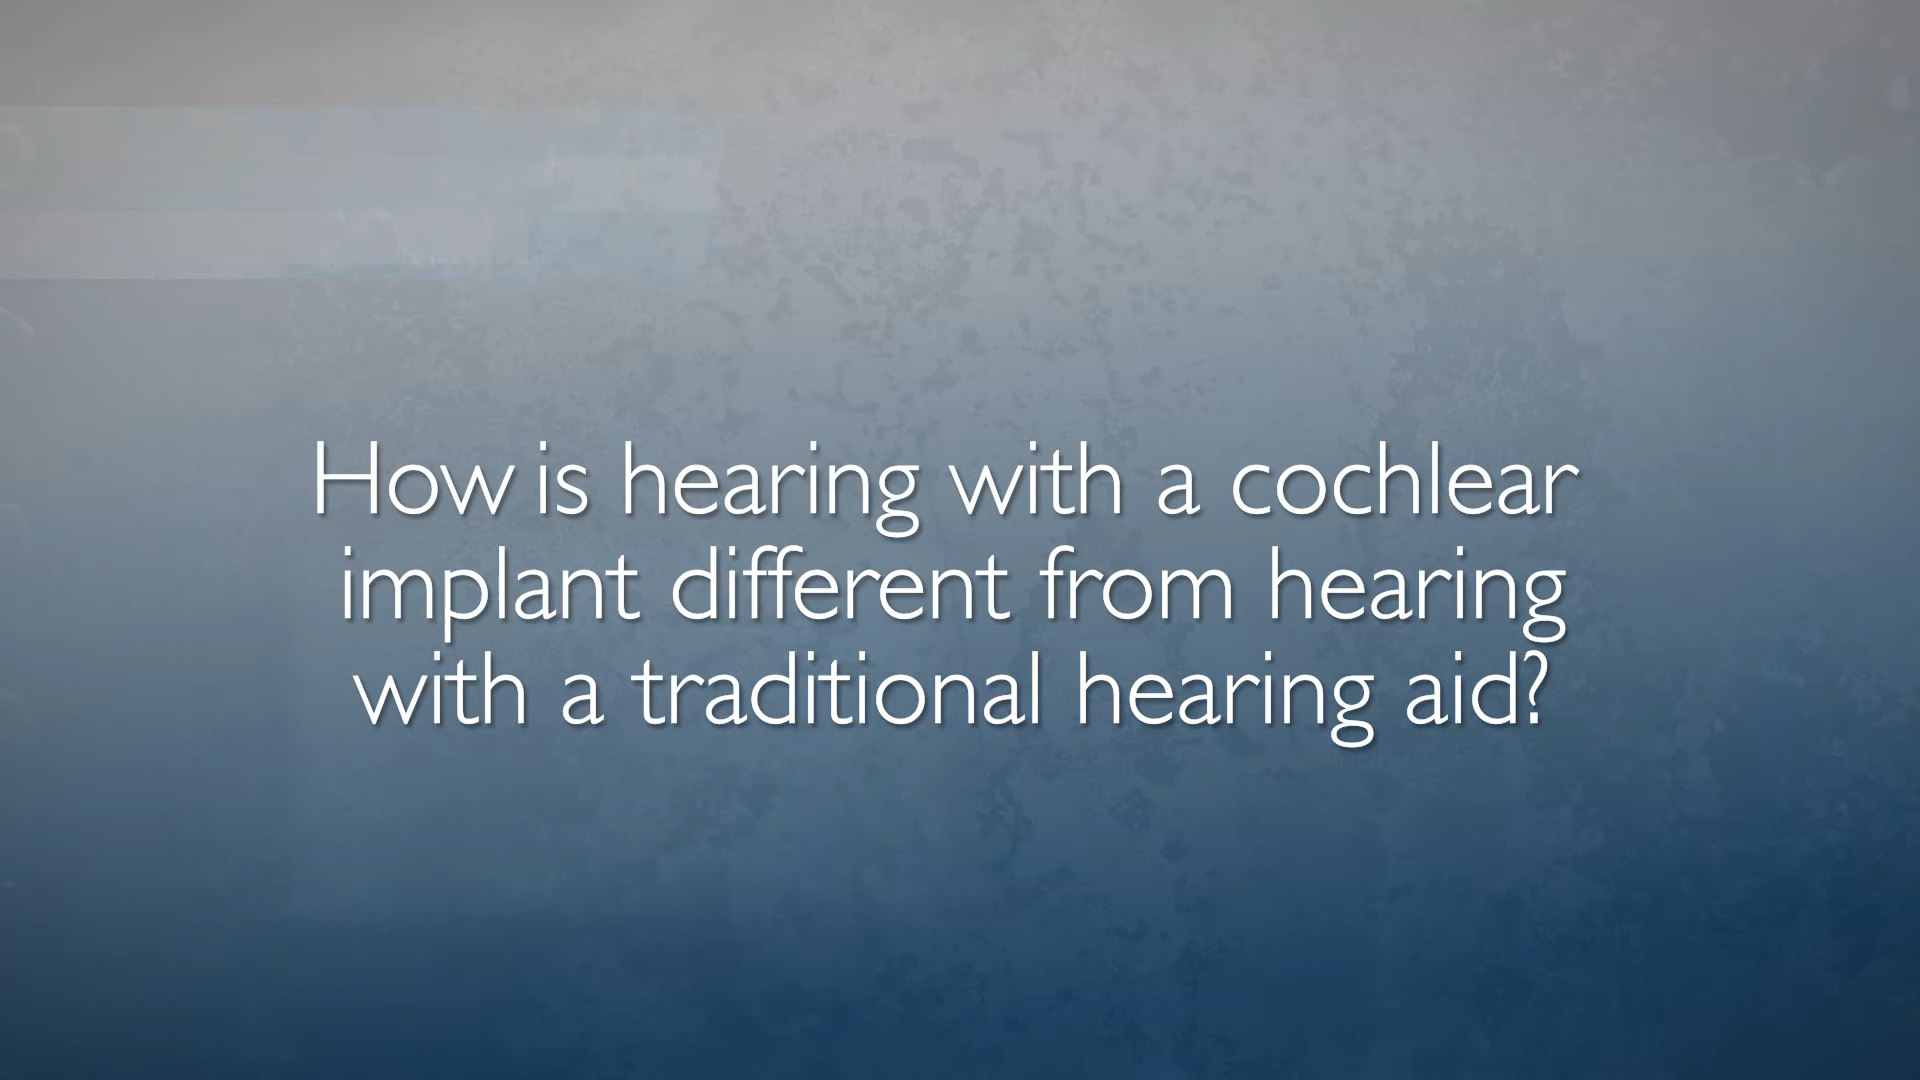 How is hearing with a cochlear
implant different from hearing
with a traditional hearing aid?